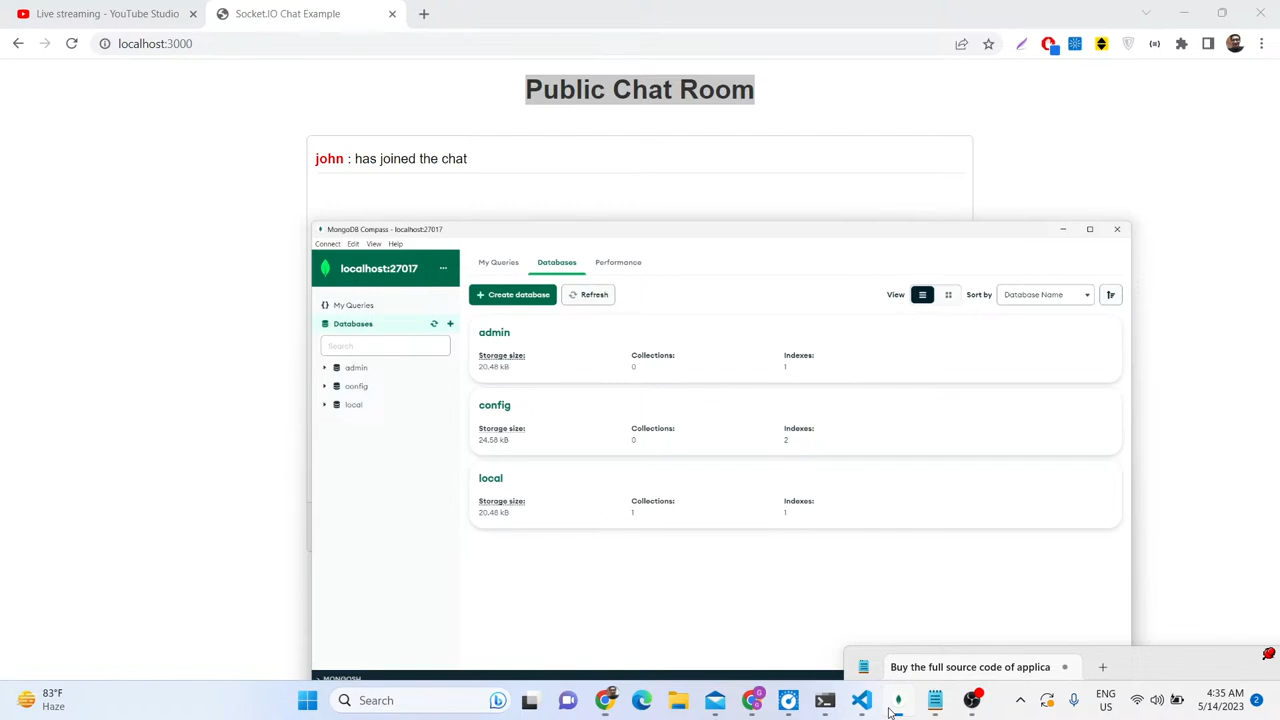 Live streaming - YouTube Studio
Socket.IO Chat Example
localhost:3000
Public Chat Room
john : has joined the chat
MongoDB Compass - localhost:27017
Connect Edit View Help
localhost:27017
My Queries
Databases
Performance
Create database
Refresh
View
Sort by
Database Name
My Queries
Databases
Search
admin
config
local
admin
Storage size:
Collections:
Indexes:
20.48 kB
0
1
config
Storage size:
Collections:
Indexes:
24.58 kB
0
2
local
Storage size:
Collections:
Indexes:
20.48 kB
1
1
>_MONGOSH
Buy the full source code of applica
83°F
Haze
Search
ENG
US
4:35 AM
5/14/2023
2